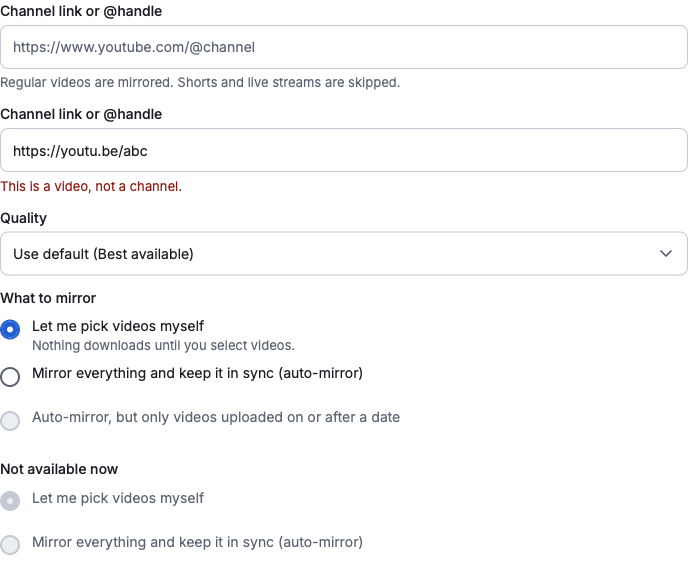 Channel link or @handle
https://www.youtube.com/@channel
Regular videos are mirrored. Shorts and live streams are skipped.
Channel link or @handle
https://youtu.be/abc
This is a video, not a channel.
Quality
Use default (Best available)
What to mirror
Let me pick videos myself
Nothing downloads until you select videos.
Mirror everything and keep it in sync (auto-mirror)
Auto-mirror, but only videos uploaded on or after a date
Not available now
Let me pick videos myself
Mirror everything and keep it in sync (auto-mirror)